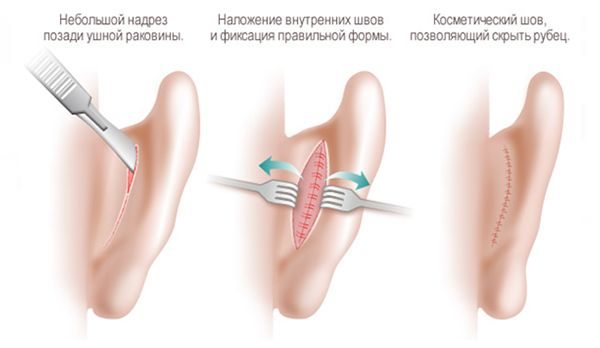 Небольшой надрез
позади ушной раковины.
Наложение внутренних швов
и фиксация правильной формы.
Косметический шов,
позволяющий скрыть рубец.